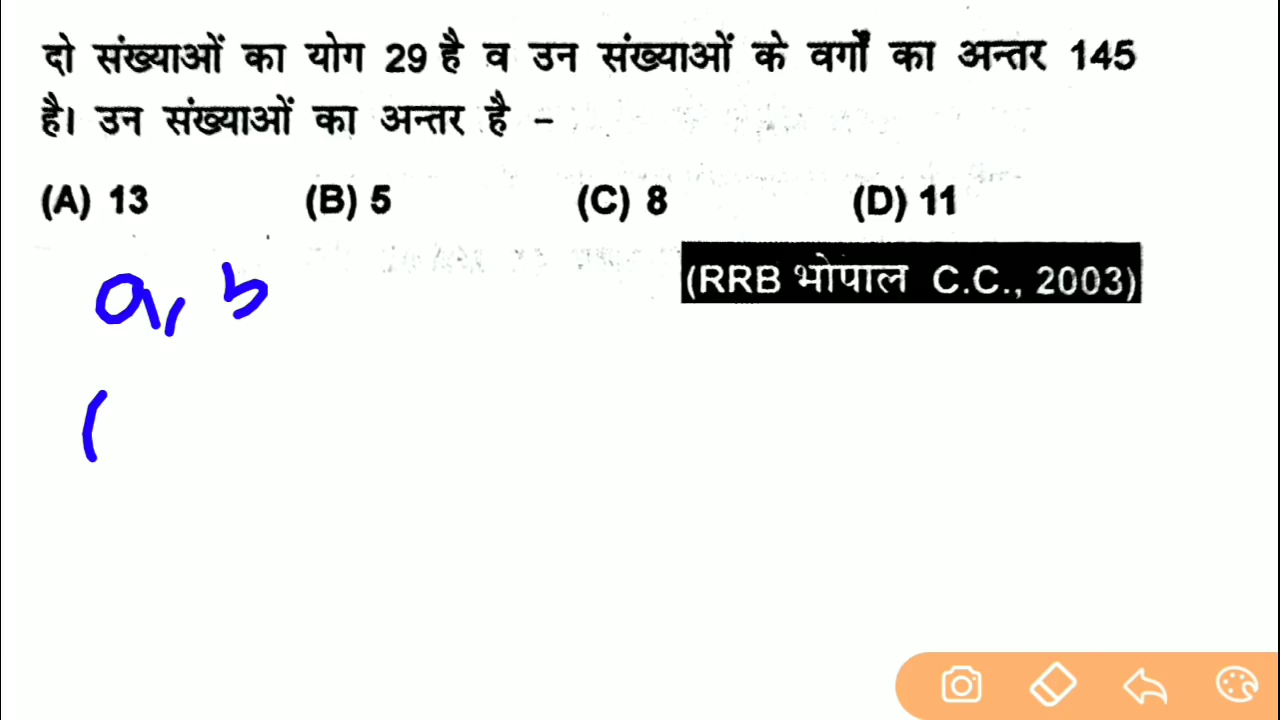 दो संख्याओं का योग 29 है व उन संख्याओं के वर्गों का अन्तर 145
है। उन संख्याओं का अन्तर है –
(A) 13 (B) 5 (C) 8 (D) 11
(RRB भोपाल C.C., 2003)
a, b
(